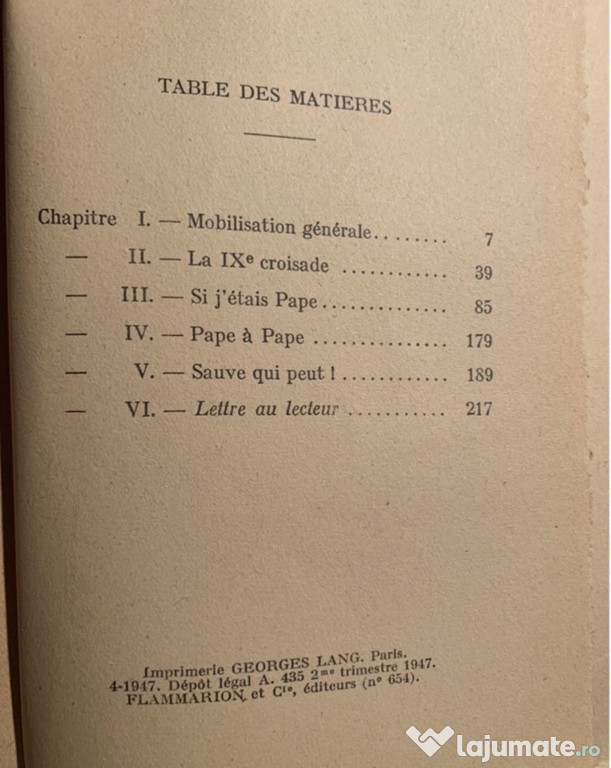 TABLE DES MATIERES
Chapitre I. — Mobilisation générale......... 7
— II. — La IXe croisade ............ 39
— III. — Si j'étais Pape.............. 85
— IV. — Pape à Pape ............... 179
— V. — Sauve qui peut !............ 189
— VI. — Lettre au lecteur ........... 217
Imprimerie GEORGES LANG. Paris.
4-1947. Dépôt légal A. 435 2me trimestre 1947.
FLAMMARION et Cie, éditeurs (no 654).
lajumate.ro